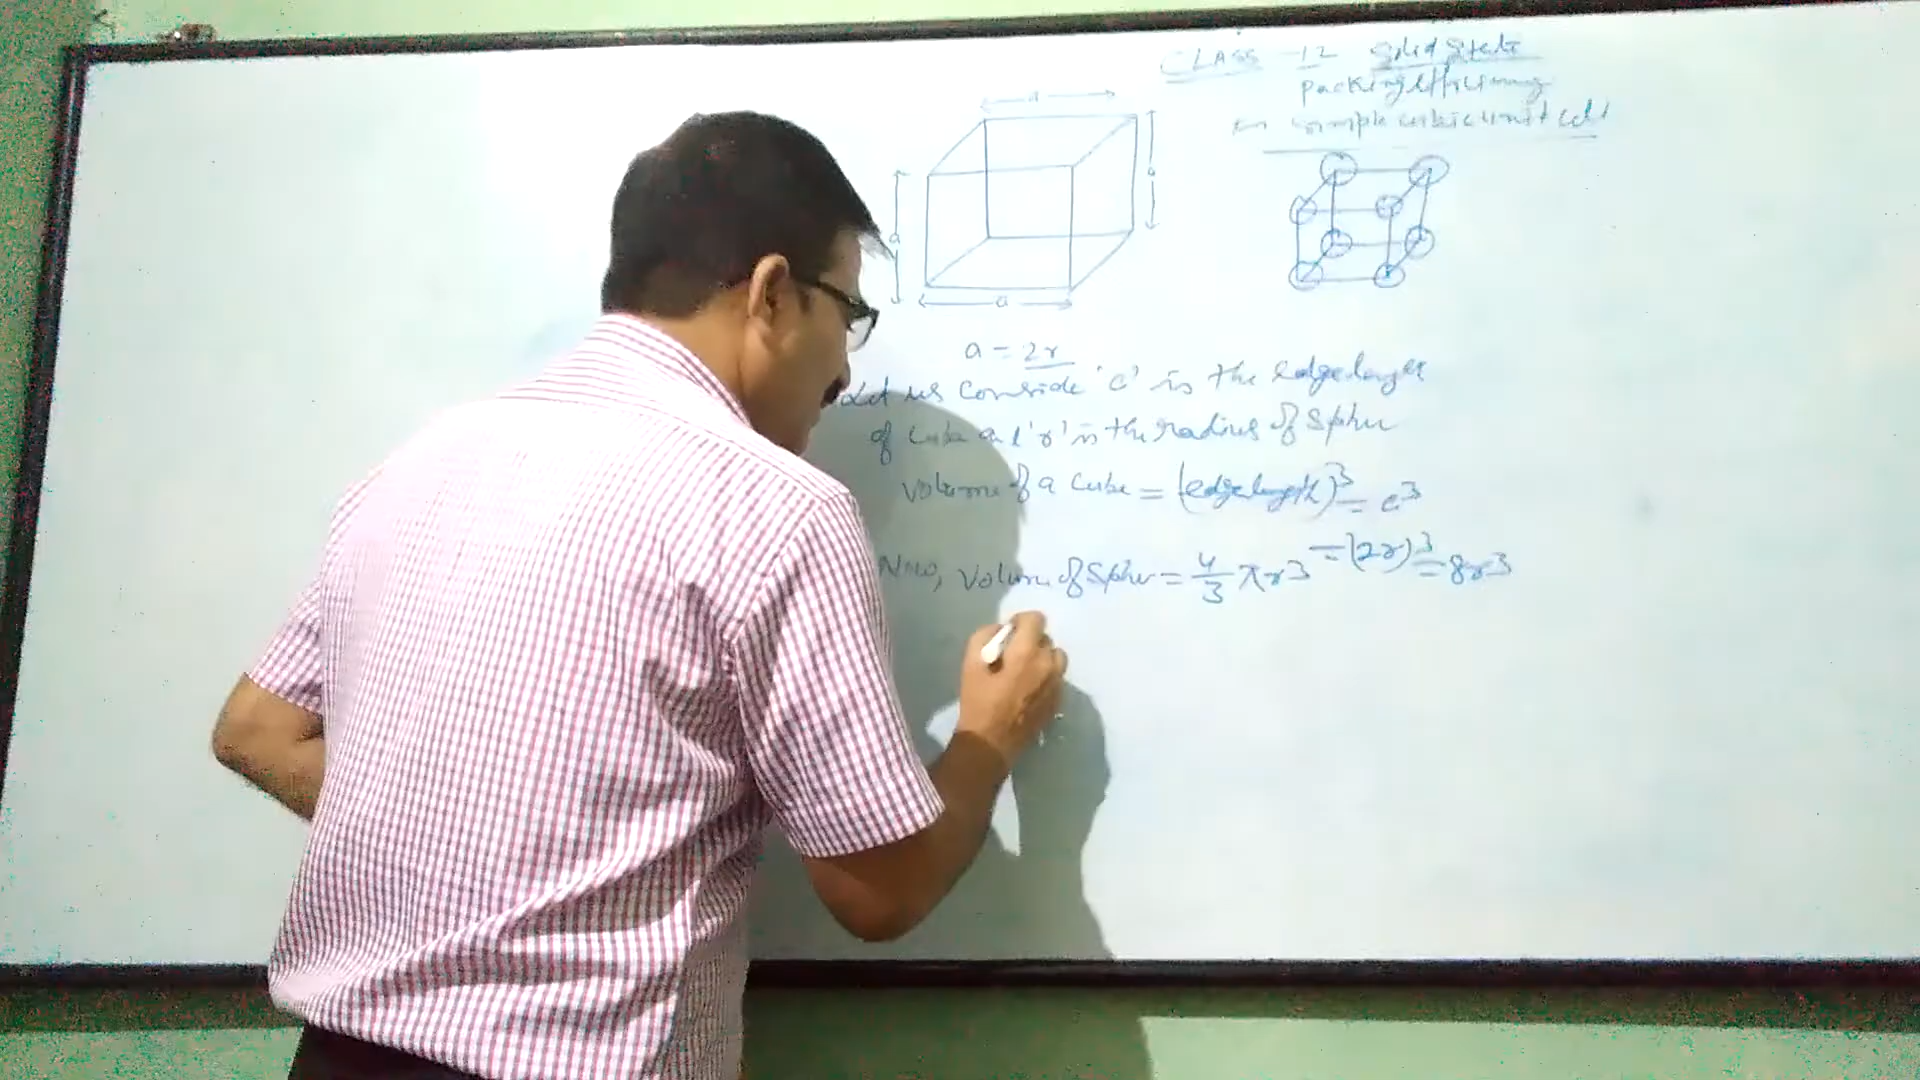 CLASS - 12 Solid State
packing efficiency
in simple cubic unit cell
a
a
a
a
a = 2r
Let us conside 'a' is the edge length
of cube and 'r' is the radius of Sphere
Volume of a cube = (edge length)³ = a³
= (2r)³ = 8r³
Now, Volume of Sphere = 4/3 πr³